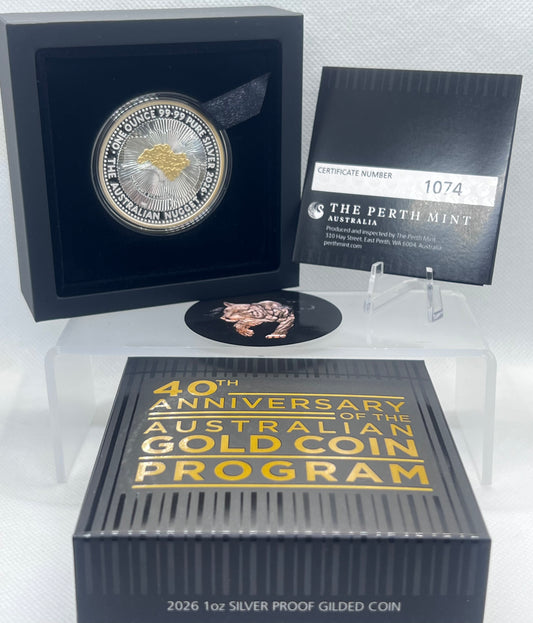 THE AUSTRALIAN NUGGET · ONE OUNCE 99·99 PURE SILVER 2026 ·
CERTIFICATE NUMBER
1074
THE PERTH MINT
AUSTRALIA
Produced and inspected by The Perth Mint
310 Hay Street, East Perth, WA 6004, Australia
perthmint.com
40TH
ANNIVERSARY
OF THE
AUSTRALIAN
GOLD COIN
PROGRAM
2026 1oz SILVER PROOF GILDED COIN